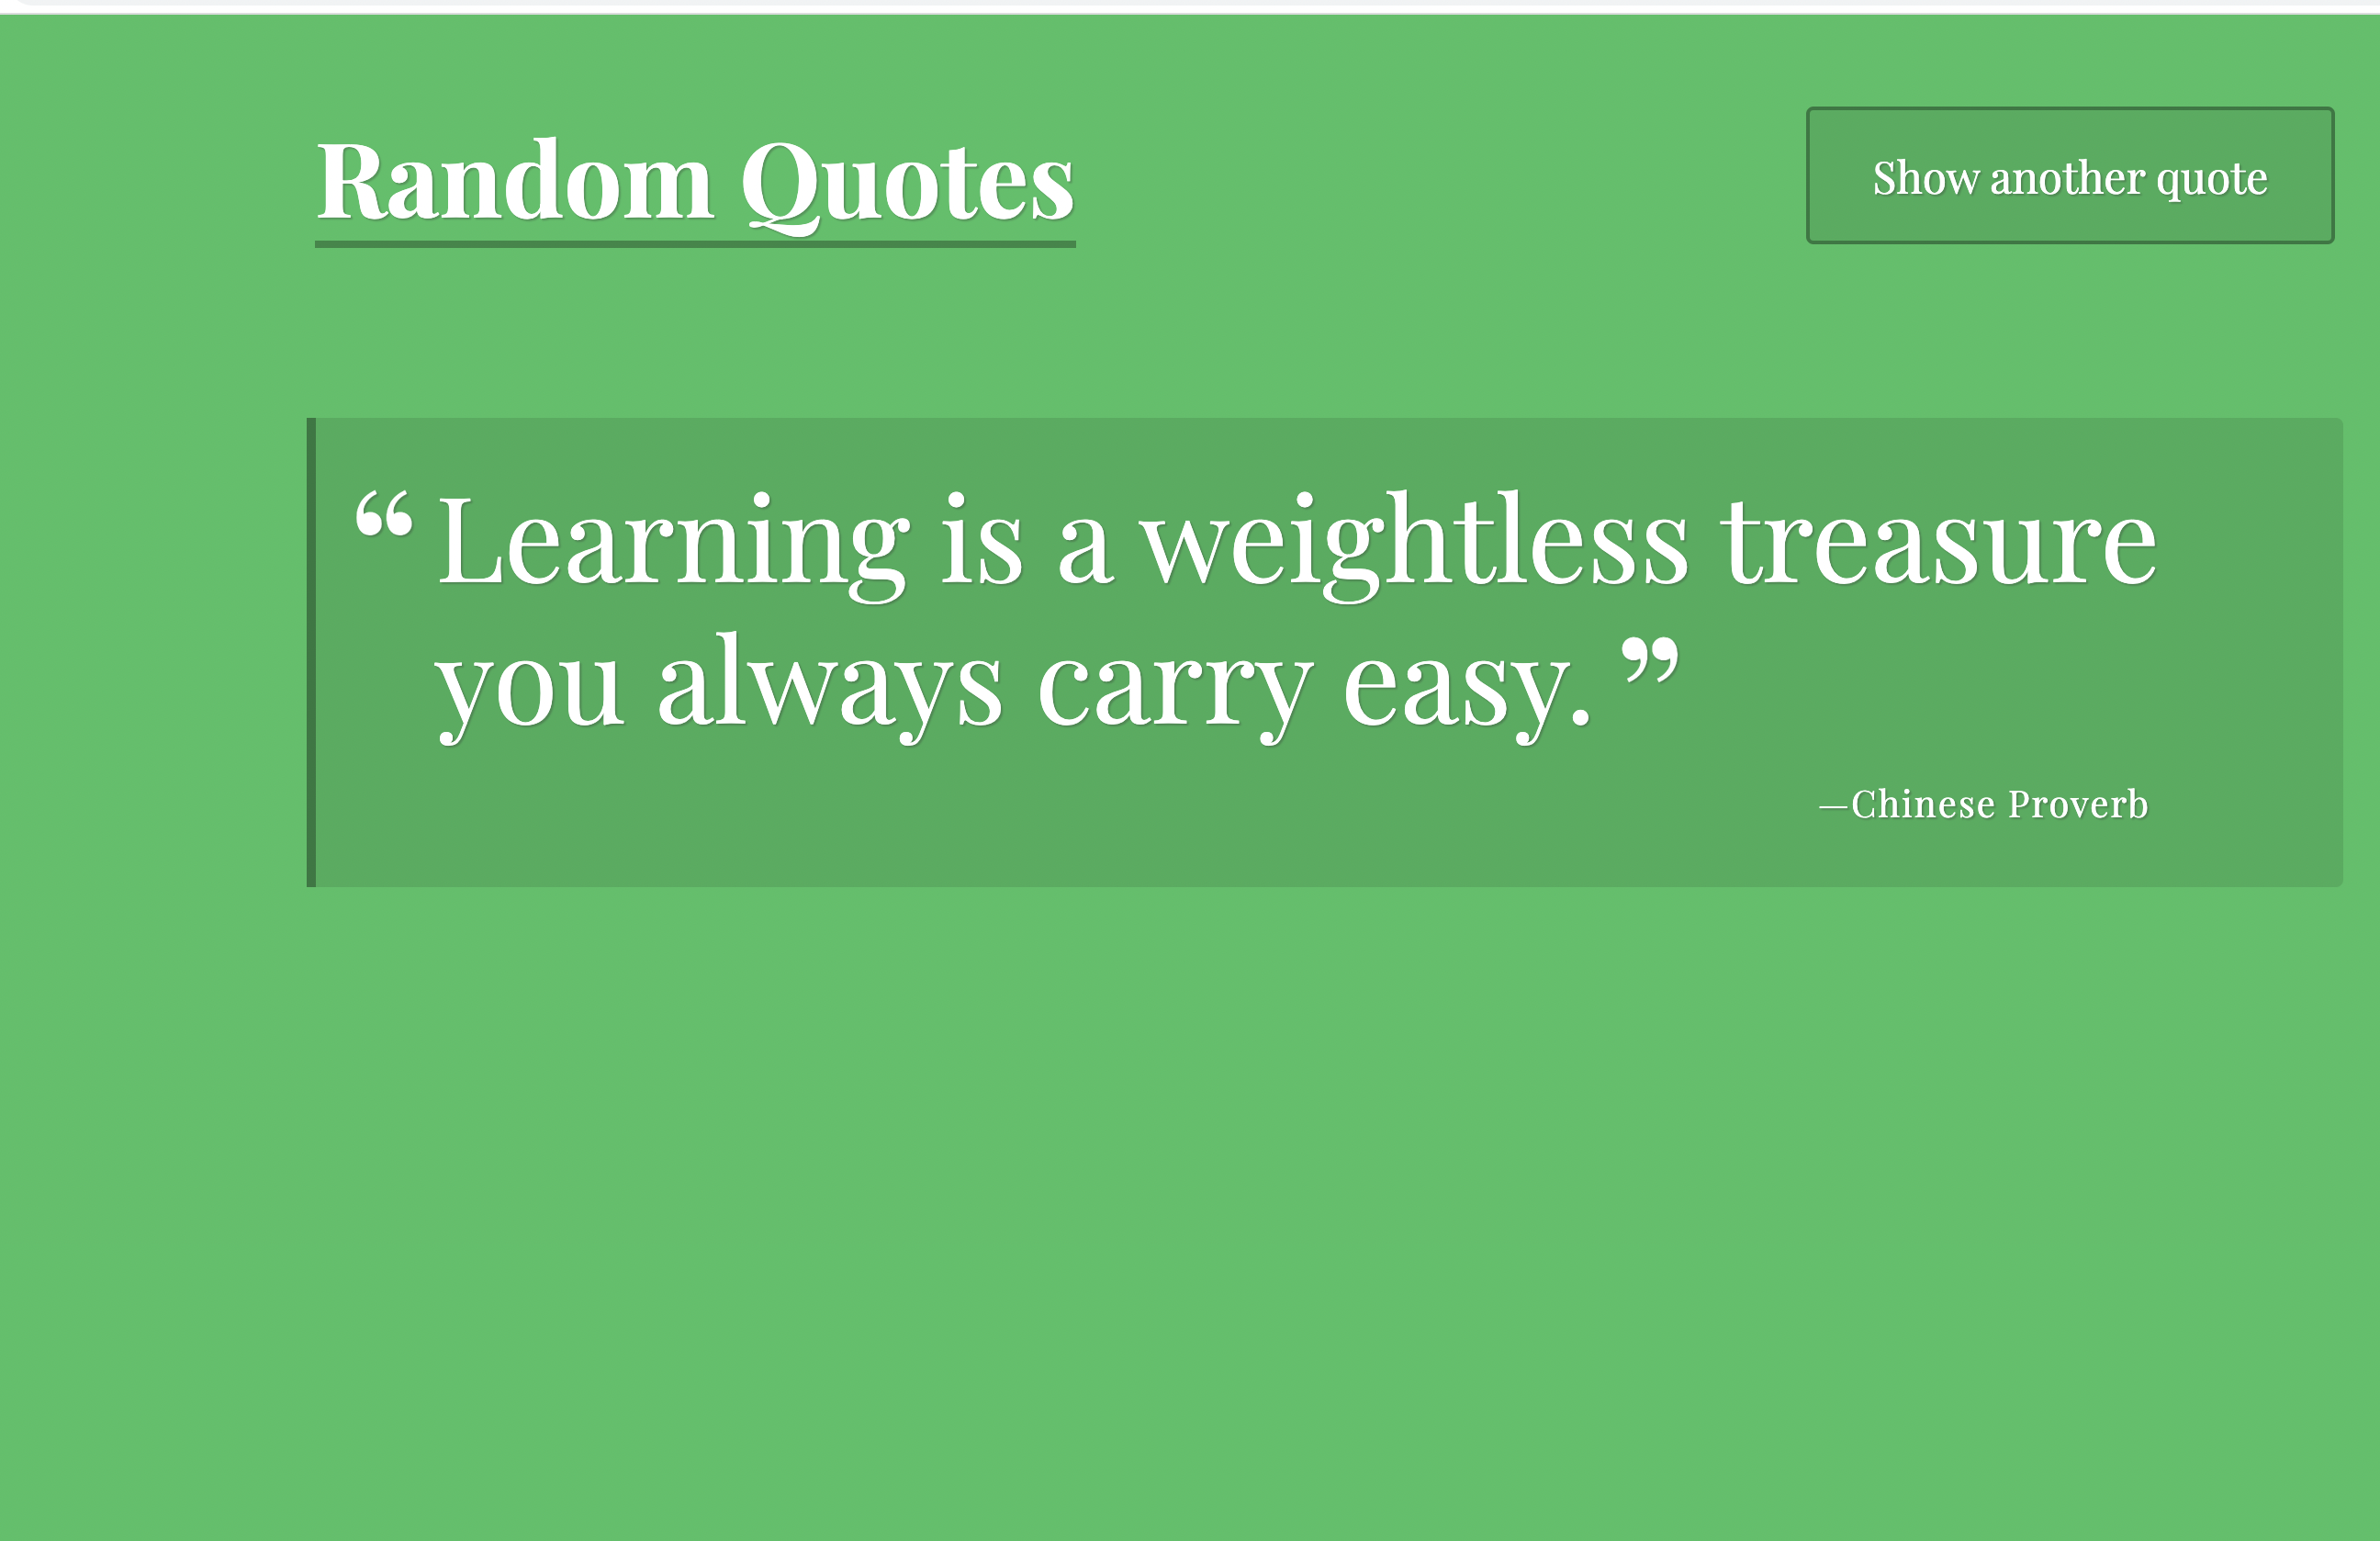 Random Quotes
Show another quote
“ Learning is a weightless treasure
you always carry easy. ”
—Chinese Proverb